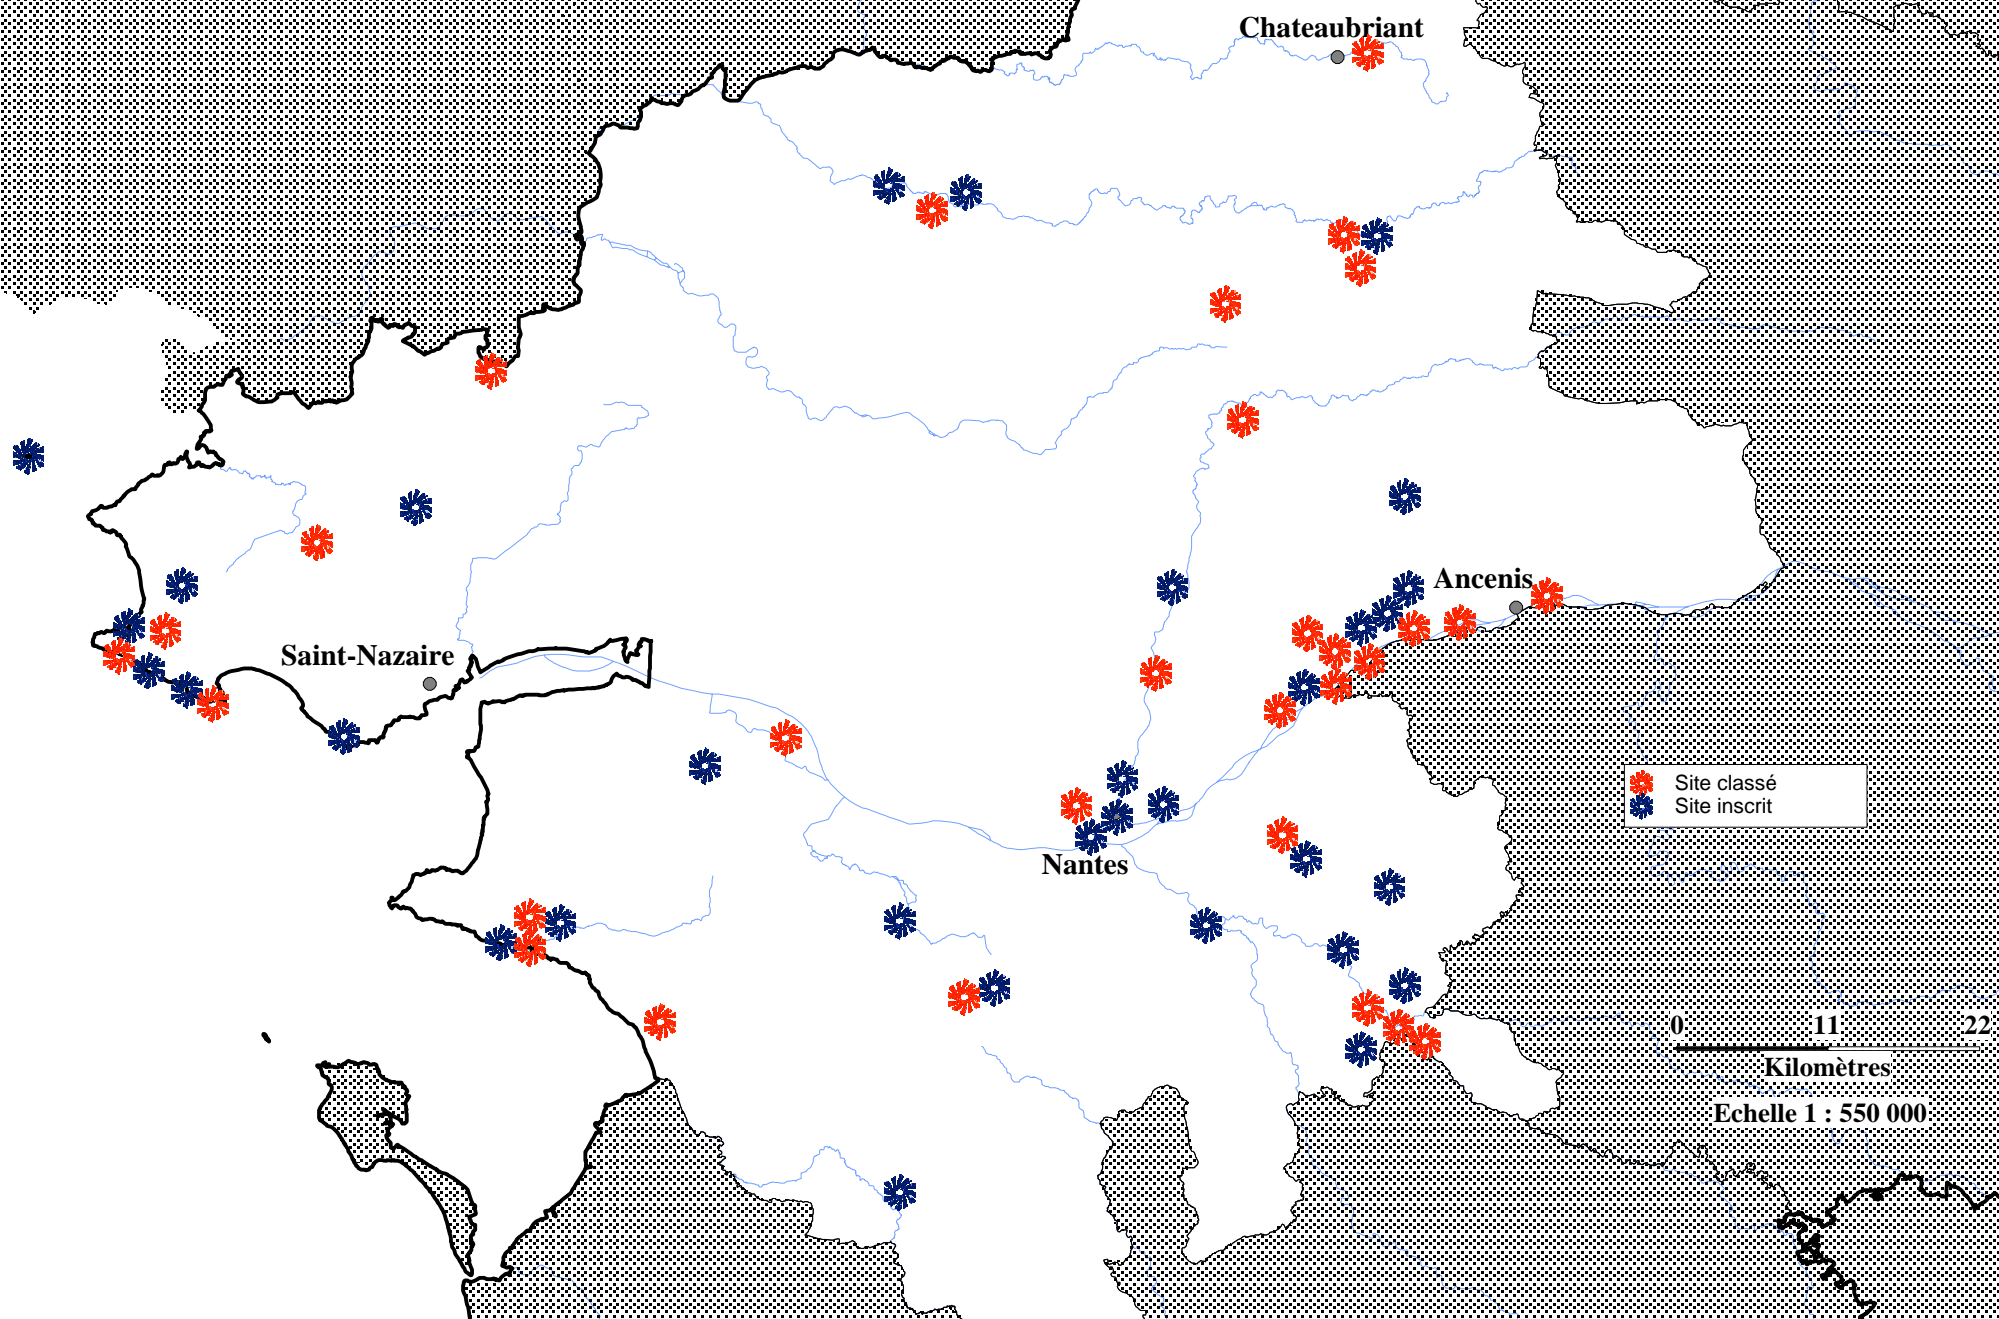 Chateaubriant
Ancenis
Saint-Nazaire
Site classé
Site inscrit
Nantes
0 11 22
Kilomètres
Echelle 1 : 550 000